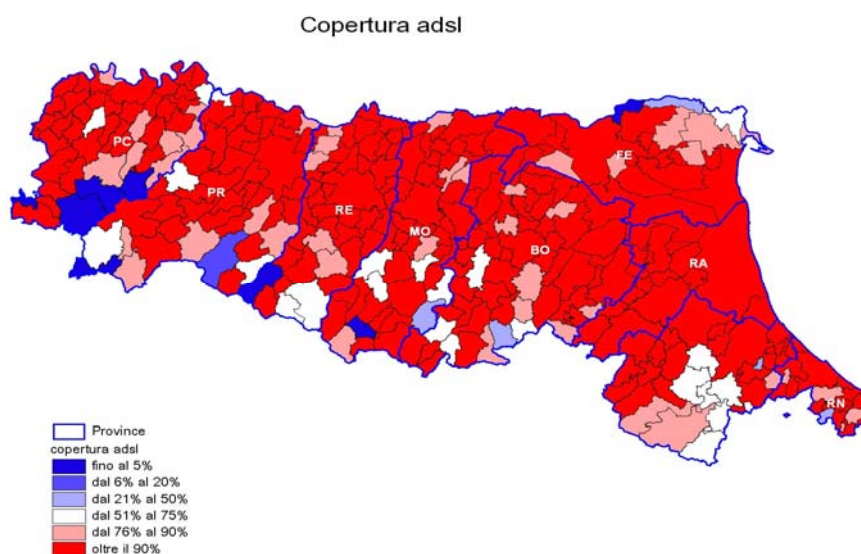 Copertura adsl
PC
PR
RE
MO
BO
FE
RA
RN
Province
copertura adsl
fino al 5%
dal 6% al 20%
dal 21% al 50%
dal 51% al 75%
dal 76% al 90%
oltre il 90%